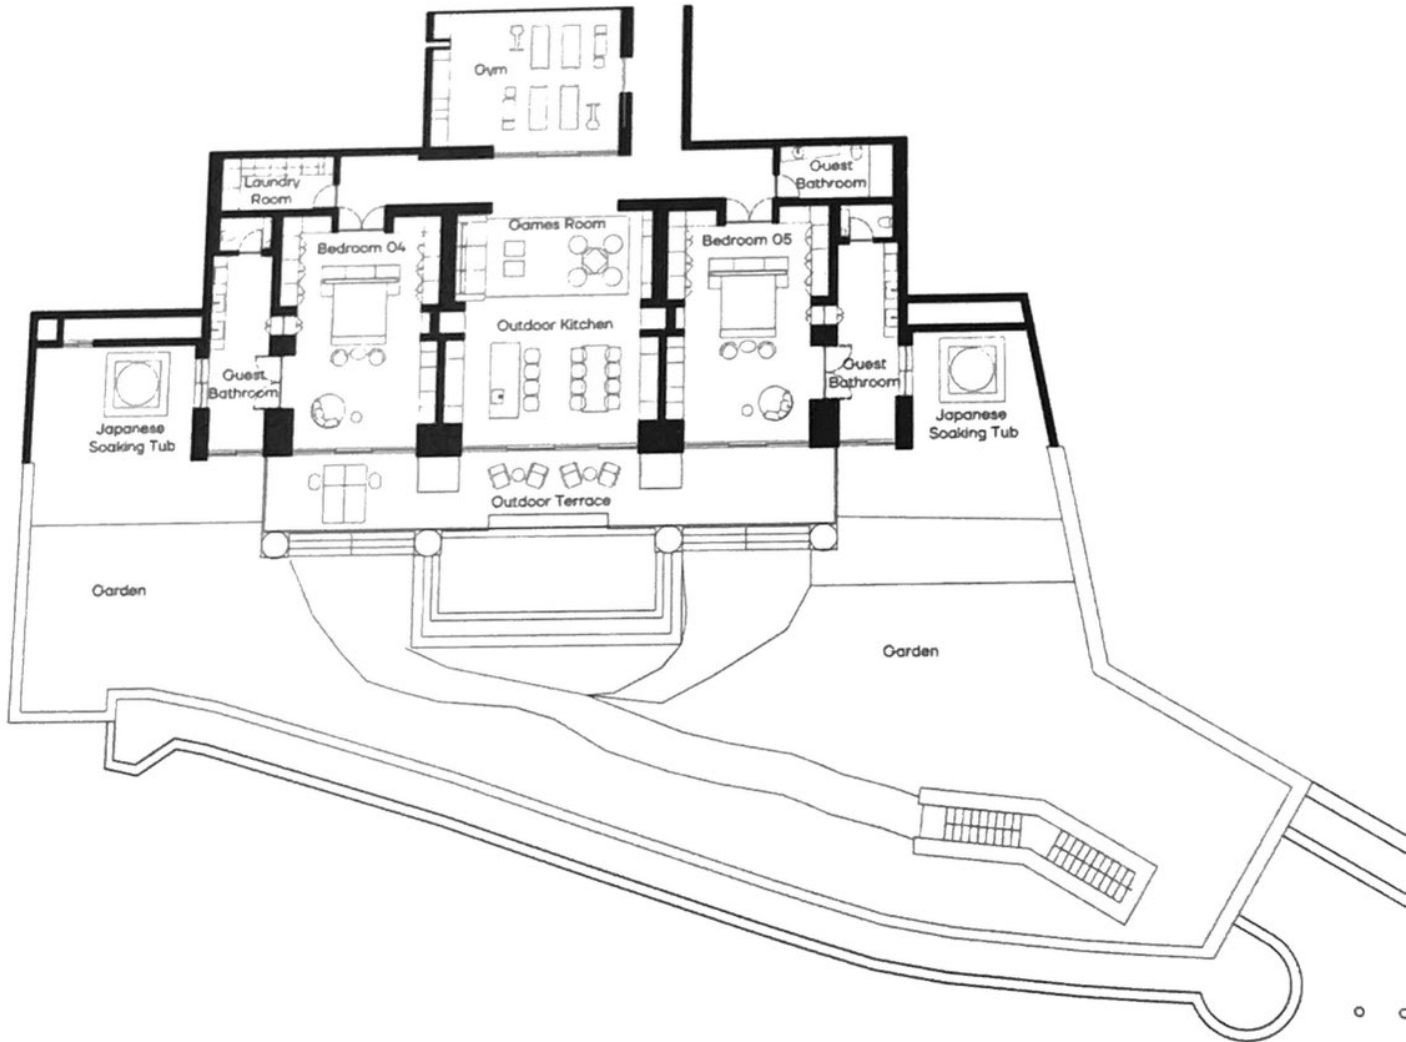 Gym
Laundry
Room
Guest
Bathroom
Games Room
Bedroom 04
Bedroom 05
Outdoor Kitchen
Guest
Bathroom
Guest
Bathroom
Japanese
Soaking Tub
Japanese
Soaking Tub
Outdoor Terrace
Garden
Garden